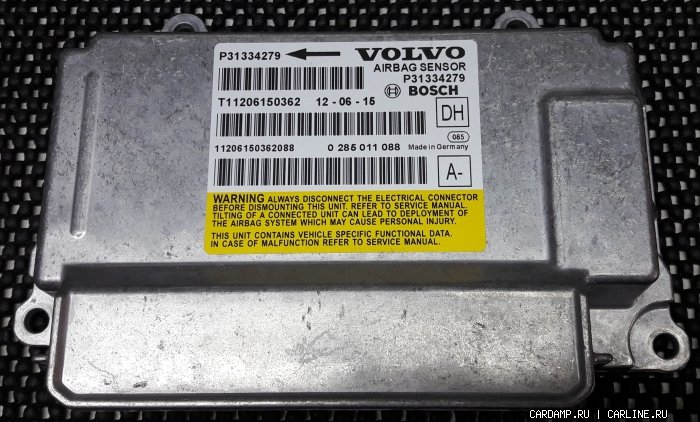 P31334279
VOLVO
AIRBAG SENSOR
P31334279
BOSCH
T11206150362 12-06-15
DH
085
11206150362088 0 285 011 088 Made in Germany
A-
WARNING ALWAYS DISCONNECT THE ELECTRICAL CONNECTOR
BEFORE DISMOUNTING THIS UNIT. REFER TO SERVICE MANUAL.
TILTING OF A CONNECTED UNIT CAN LEAD TO DEPLOYMENT OF
THE AIRBAG SYSTEM WHICH MAY CAUSE PERSONAL INJURY.
THIS UNIT CONTAINS VEHICLE SPECIFIC FUNCTIONAL DATA.
IN CASE OF MALFUNCTION REFER TO SERVICE MANUAL.
CARDAMP.RU | CARLINE.RU